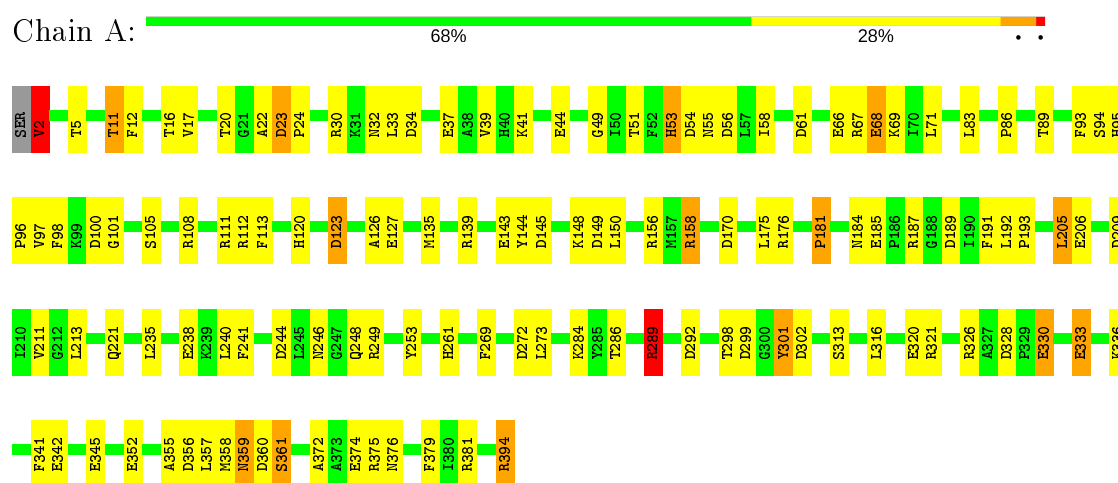 Chain A:
68% 28% • •
SER V2 T5 T11 F12 T16 V17 T20 G21 A22 D23 P24 R30 K31 N32 L33 D34 E37 A38 V39 H40 K41 E44 G49 I50 T51 F52 H53 D54 N55 D56 L57 I58 D61 E66 R67 E68 K69 I70 L71 L83 P86 T89 F93 S94 H95
P96 V97 F98 K99 D100 G101 S105 R108 R111 R112 F113 H120 D123 A126 E127 M135 R139 E143 Y144 D145 K148 D149 L150 R156 M157 R158 D170 L175 R176 P181 N184 E185 P186 R187 G188 D189 I190 F191 L192 P193 L205 E206
I210 V211 G212 L213 Q221 L235 E238 K239 L240 F241 D244 L245 N246 G247 Q248 R249 Y253 H261 F269 D272 L273 K284 Y285 T286 R289 D292 T298 D299 G300 Y301 D302 S313 L316 E320 R321 R326 A327 D328 P329 E330 E333
F341 E342 E345 E352 A355 D356 L357 M358 N359 D360 S361 A372 A373 E374 R375 N376 F379 I380 R381 R394